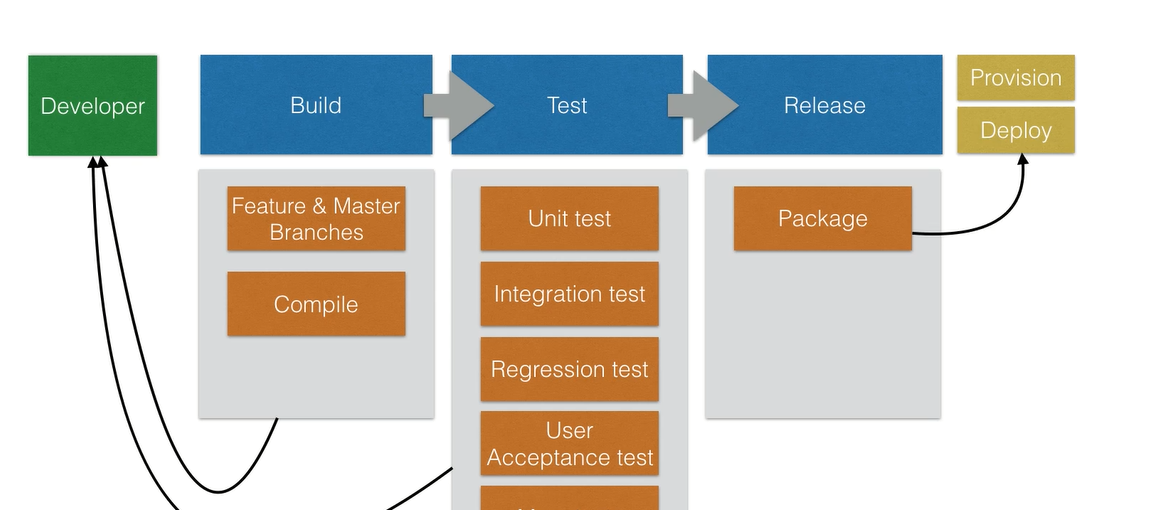 Developer
Build
Test
Release
Provision
Deploy
Feature & Master
Branches
Compile
Unit test
Integration test
Regression test
User
Acceptance test
Package